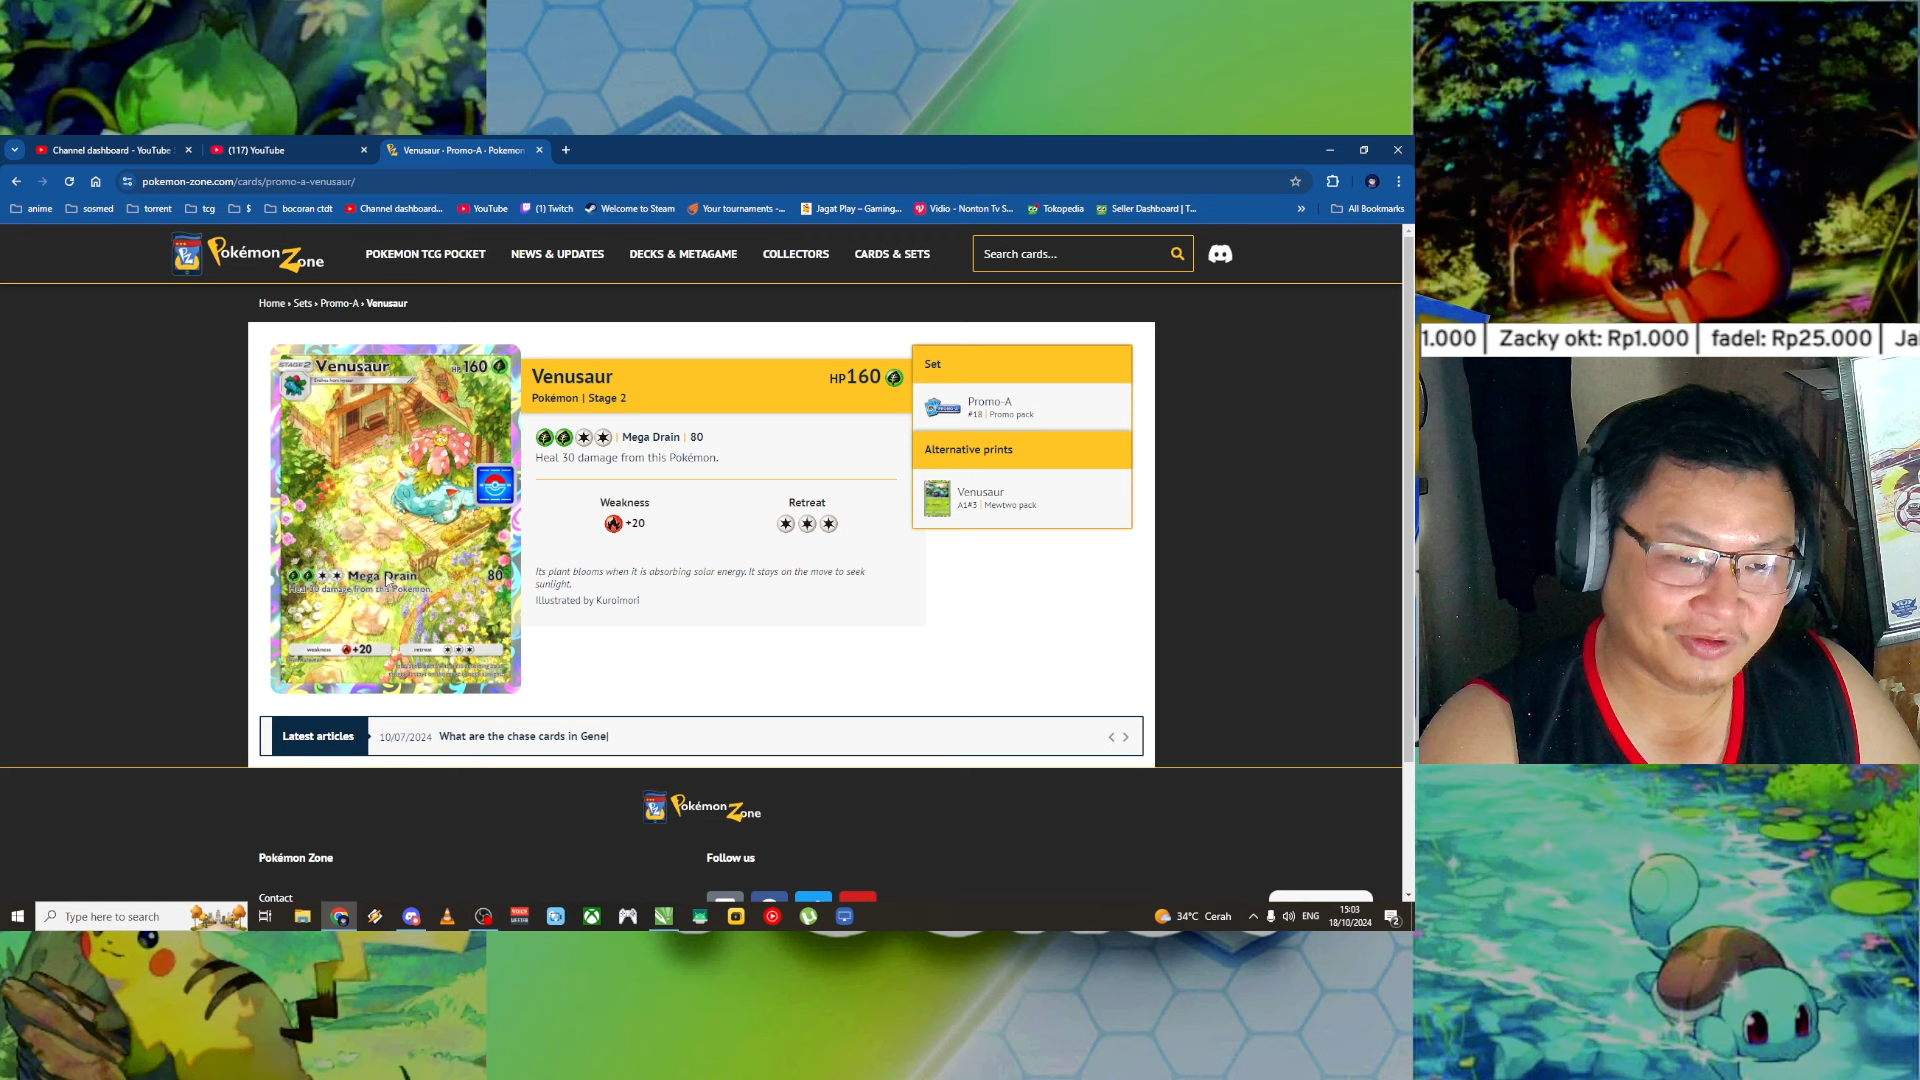 Channel dashboard - YouTube
(117) YouTube
Venusaur · Promo-A · Pokemon
pokemon-zone.com/cards/promo-a-venusaur/
anime
sosmed
torrent
tcg
$
bocoran ctdt
Channel dashboard...
YouTube
(1) Twitch
Welcome to Steam
Your tournaments -...
Jagat Play – Gaming...
Vidio - Nonton Tv S...
Tokopedia
Seller Dashboard | T...
»
All Bookmarks
Pokémon Zone
POKEMON TCG POCKET
NEWS & UPDATES
DECKS & METAGAME
COLLECTORS
CARDS & SETS
Search cards...
Home » Sets » Promo-A » Venusaur
1.000 | Zacky okt: Rp1.000 | fadel: Rp25.000 | Ja
STAGE 2 Venusaur HP 160
Mega Drain 80
Heal 30 damage from this Pokémon.
weakness +20 retreat
Venusaur HP160
Pokémon | Stage 2
| Mega Drain | 80
Heal 30 damage from this Pokémon.
Weakness
Retreat
+20
Its plant blooms when it is absorbing solar energy. It stays on the move to seek
sunlight.
Illustrated by Kuroimori
Set
Promo-A
#18 | Promo pack
Alternative prints
Venusaur
A1#3 | Mewtwo pack
Latest articles
10/07/2024 What are the chase cards in Gene|
Pokémon Zone
Pokémon Zone
Follow us
Contact
Type here to search
34°C Cerah
ENG
15:03
18/10/2024
2